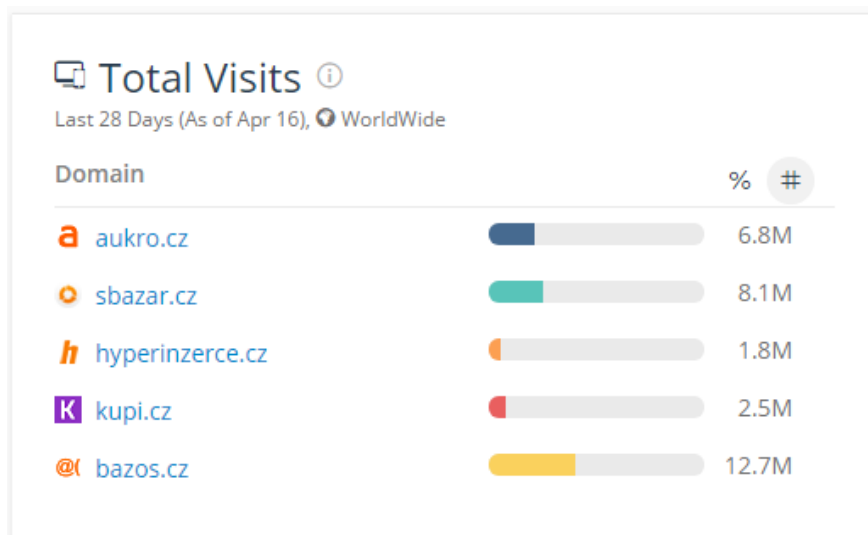 Total Visits
Last 28 Days (As of Apr 16), WorldWide
Domain % #
a aukro.cz 6.8M
sbazar.cz 8.1M
h hyperinzerce.cz 1.8M
K kupi.cz 2.5M
@( bazos.cz 12.7M